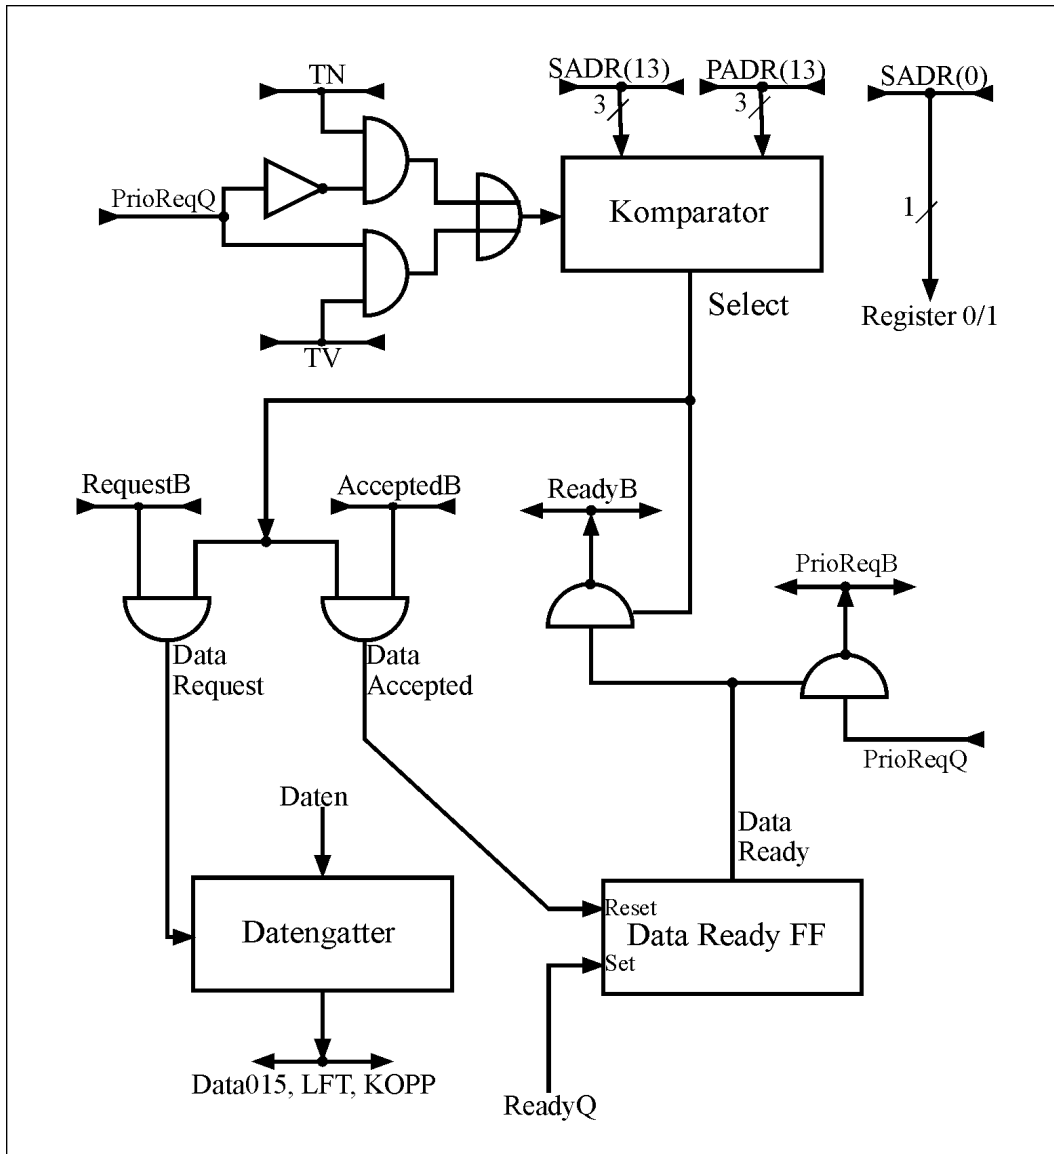 TN
SADR(13)
PADR(13)
SADR(0)
3
3
PrioReqQ
Komparator
1
Select
Register 0/1
TV
RequestB
AcceptedB
ReadyB
PrioReqB
Data
Request
Data
Accepted
PrioReqQ
Daten
Data
Ready
Reset
Datengatter
Data Ready FF
Set
Data015, LFT, KOPP
ReadyQ